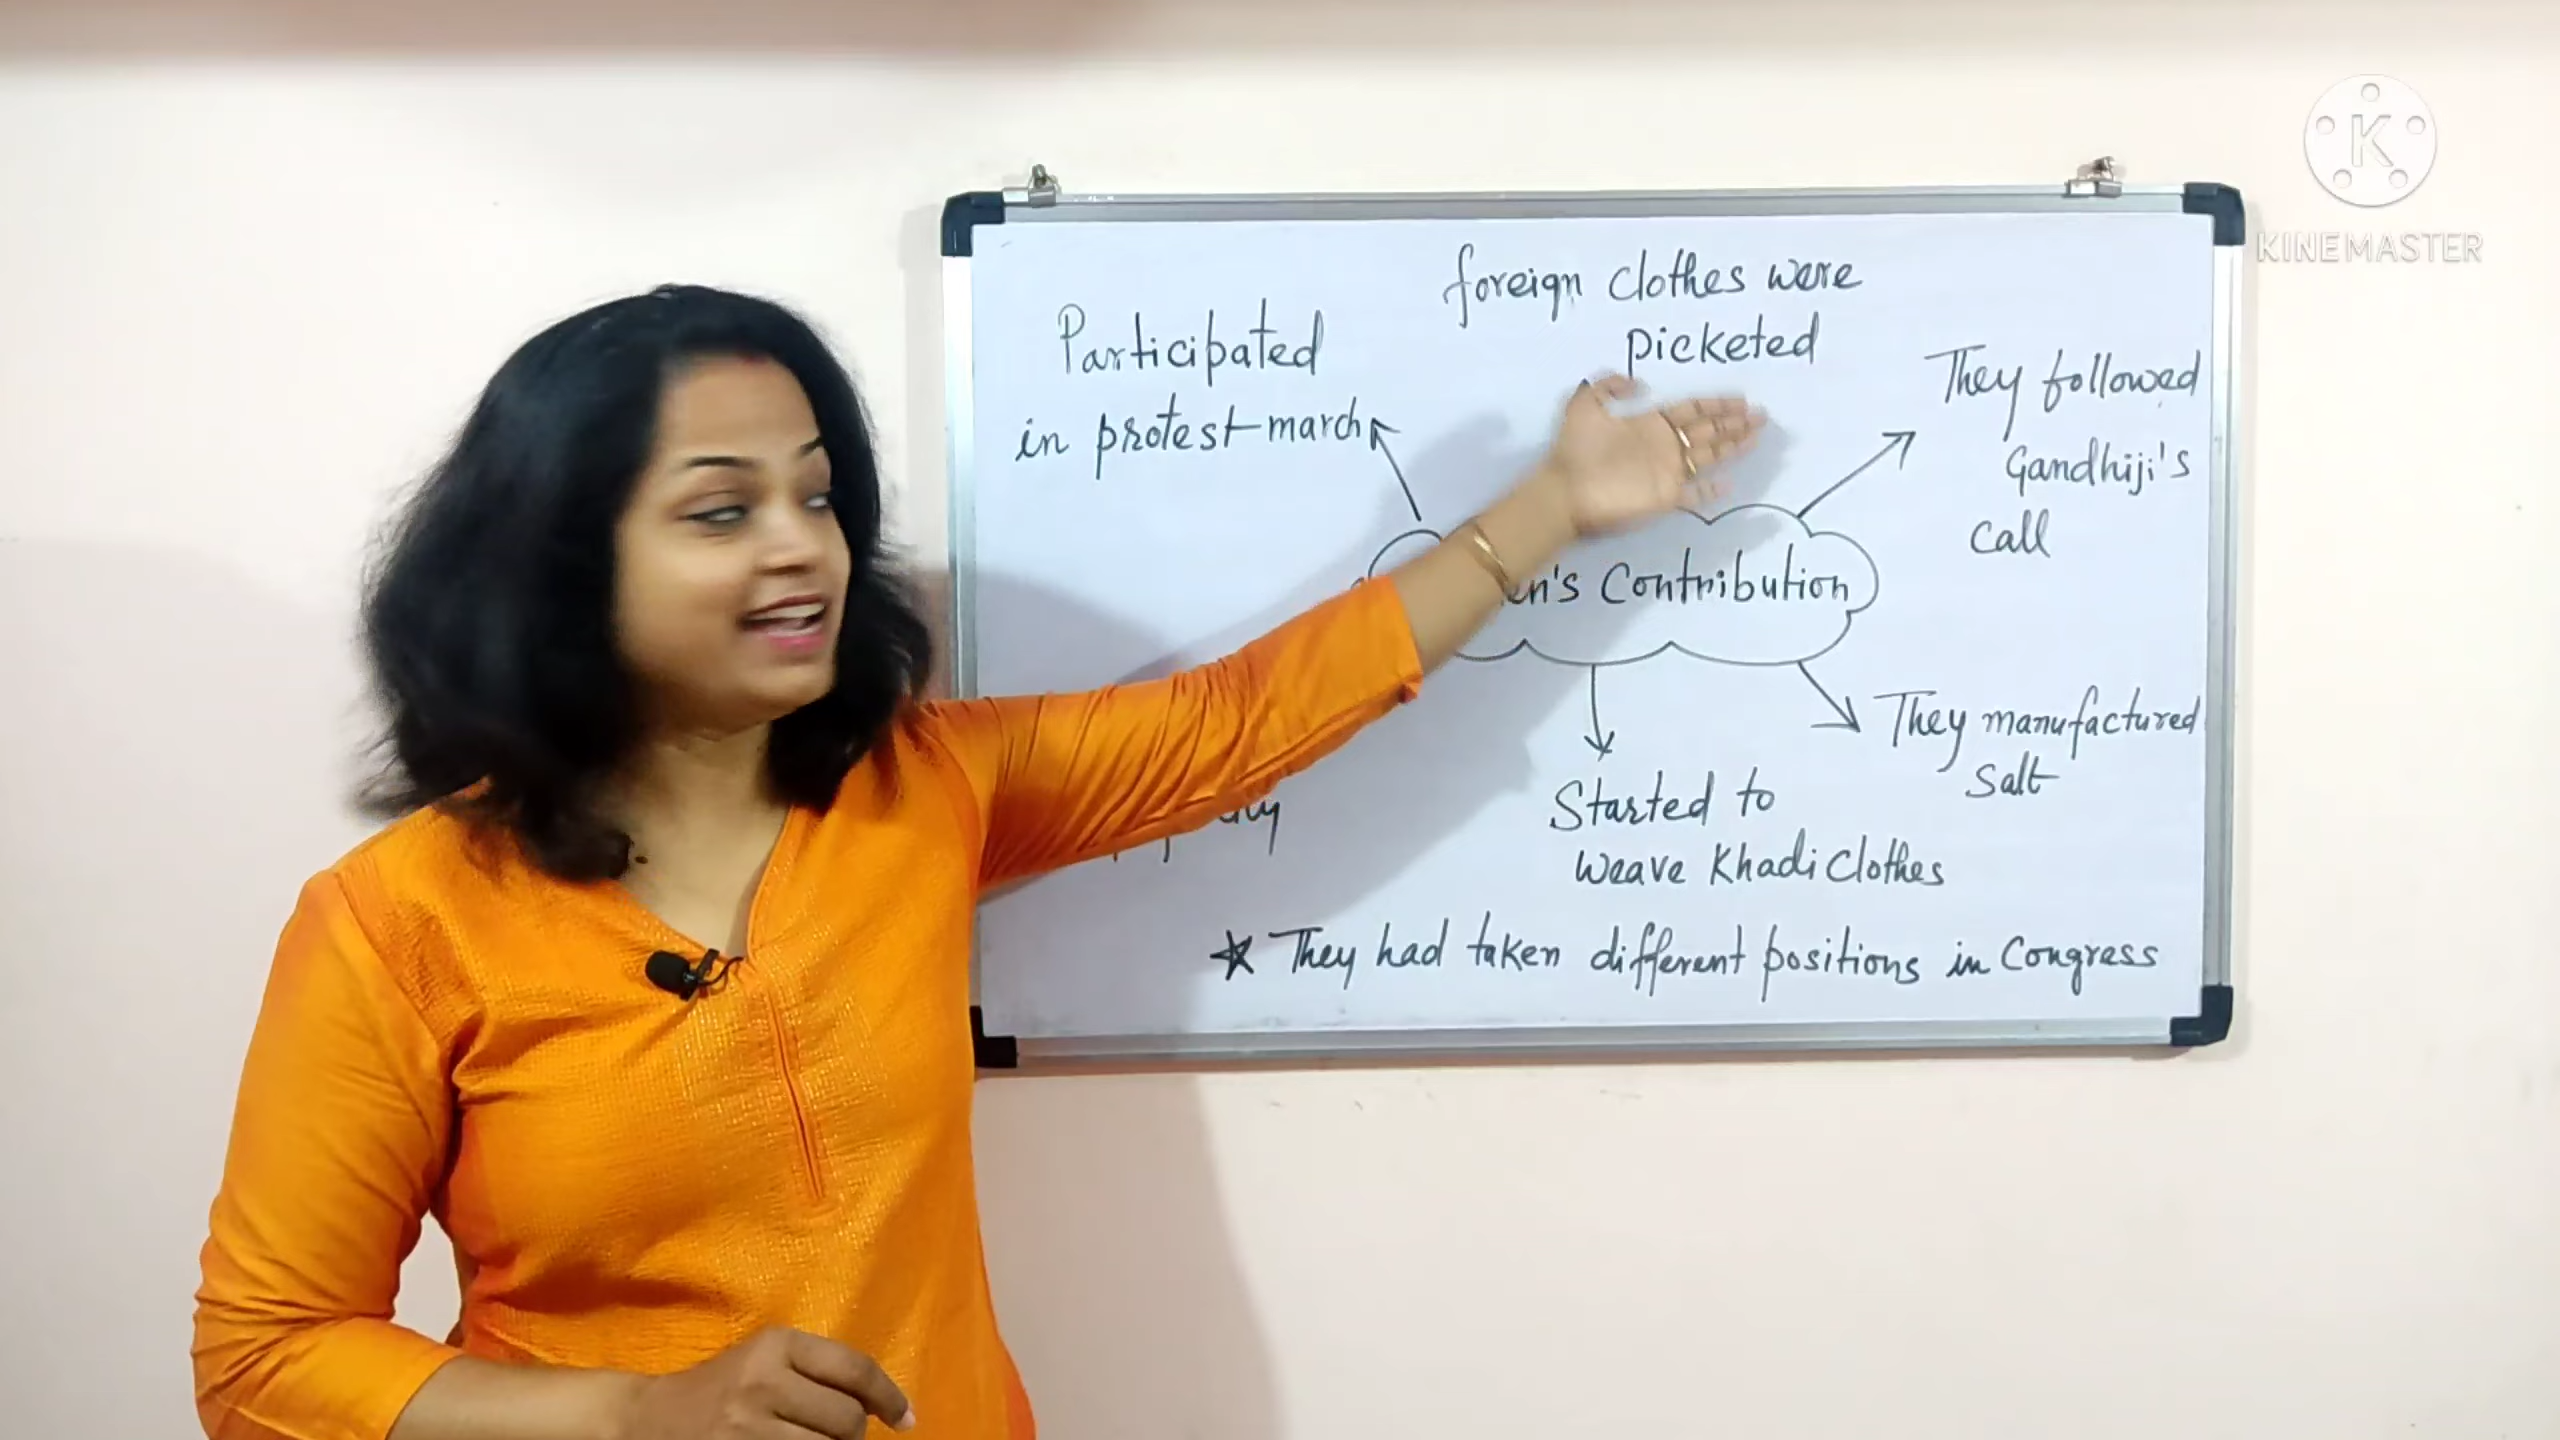 KINEMASTER
foreign clothes were
picketed
Participated
in protest march
They followed
Gandhiji's
call
Contribution
They manufactured
Salt
Started to
weave Khadi Clothes
★ They had taken different positions in Congress